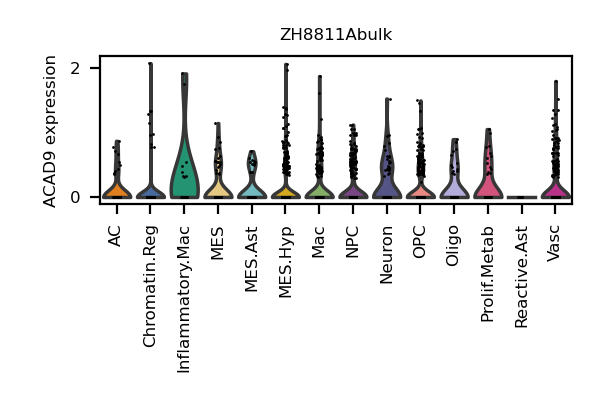 ZH8811Abulk
ACAD9 expression
2
0
AC
Chromatin.Reg
Inflammatory.Mac
MES
MES.Ast
MES.Hyp
Mac
NPC
Neuron
OPC
Oligo
Prolif.Metab
Reactive.Ast
Vasc